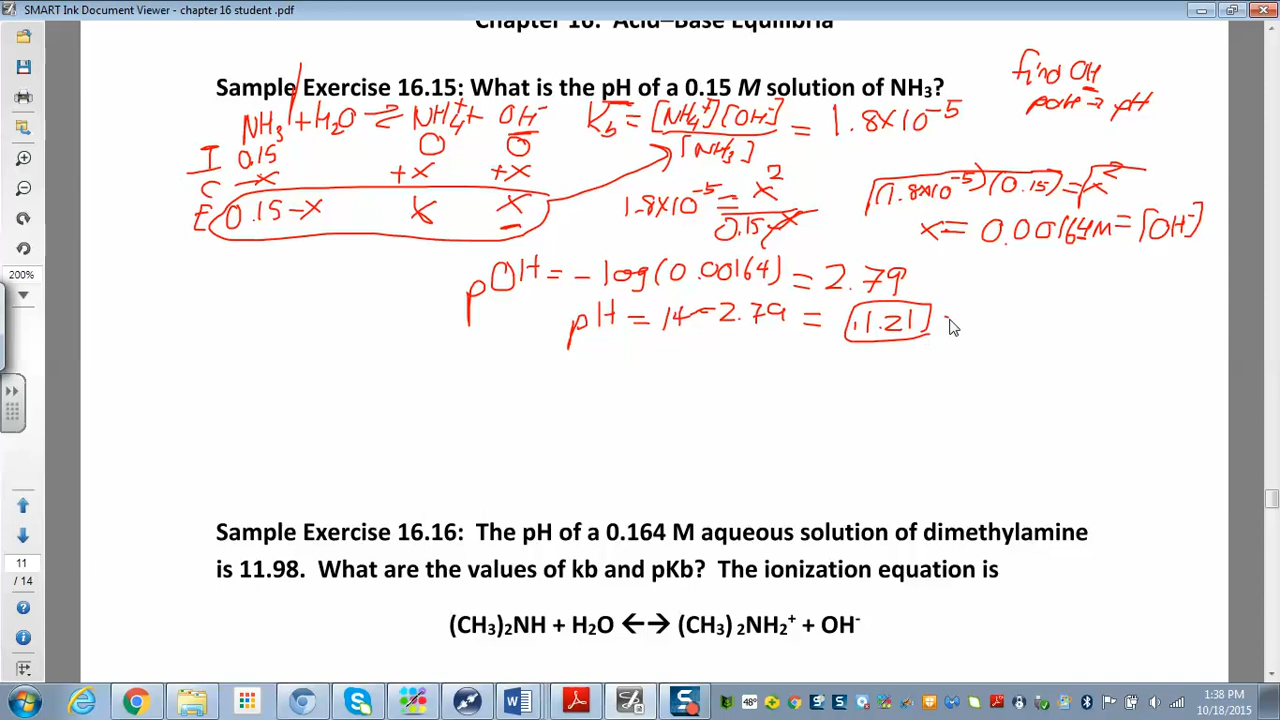 SMART Ink Document Viewer - chapter 16 student .pdf
Chapter 16: Acid–Base Equilibria
Sample Exercise 16.15: What is the pH of a 0.15 M solution of NH₃?
find OH
pOH → pH
NH₃ + H₂O ⇌ NH₄⁺ + OH⁻
I 0.15 0 0
C -x +x +x
E 0.15-x x x
Kb = [NH₄⁺][OH⁻] / [NH₃] = 1.8x10⁻⁵
1.8x10⁻⁵ = x² / 0.15-x
√(1.8x10⁻⁵)(0.15) = √x²
x = 0.00164M = [OH⁻]
pOH = -log(0.00164) = 2.79
pH = 14-2.79 = 11.21
200%
11
/ 14
Sample Exercise 16.16: The pH of a 0.164 M aqueous solution of dimethylamine
is 11.98. What are the values of kb and pKb? The ionization equation is
(CH₃)₂NH + H₂O ←→ (CH₃) ₂NH₂⁺ + OH⁻
48°
1:38 PM
10/18/2015